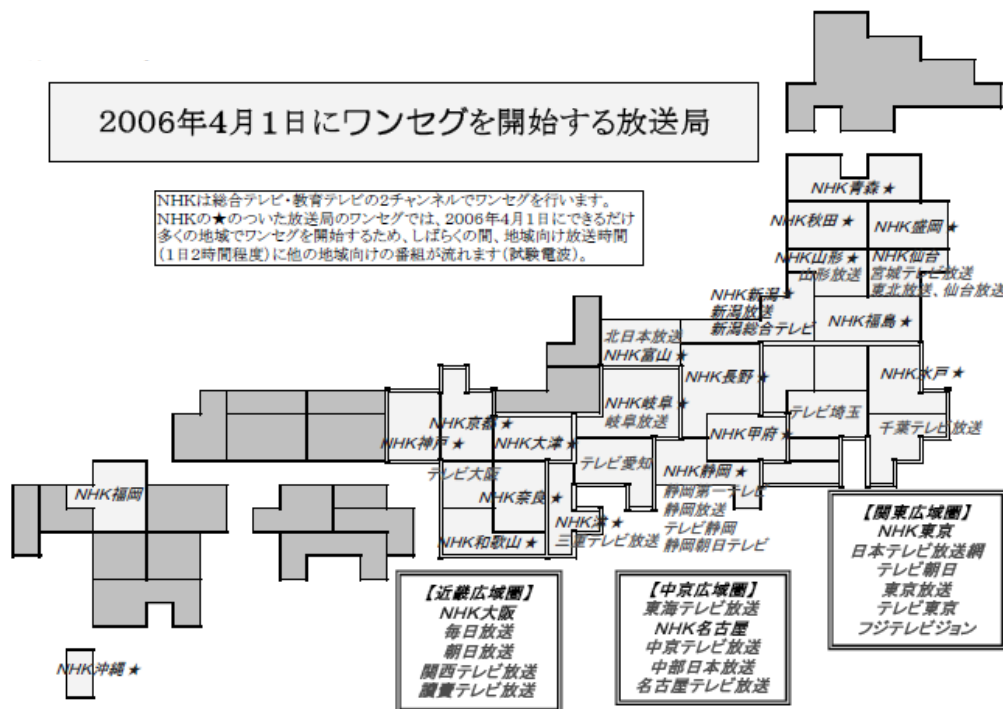 2006年4月1日にワンセグを開始する放送局
NHKは総合テレビ・教育テレビの2チャンネルでワンセグを行います。
NHKの★のついた放送局のワンセグでは、2006年4月1日にできるだけ
多くの地域でワンセグを開始するため、しばらくの間、地域向け放送時間
(1日2時間程度)に他の地域向けの番組が流れます(試験電波)。
NHK青森★
NHK秋田★
NHK盛岡★
NHK山形★
山形放送
NHK仙台
宮城テレビ放送
東北放送、仙台放送
NHK新潟★
新潟放送
新潟総合テレビ
NHK福島★
北日本放送
NHK富山★
NHK長野★
NHK水戸★
NHK岐阜★
岐阜放送
テレビ埼玉
千葉テレビ放送
NHK甲府★
NHK京都★
NHK神戸★
NHK大津★
テレビ大阪
テレビ愛知
NHK静岡★
静岡第一テレビ
静岡放送
テレビ静岡
静岡朝日テレビ
NHK奈良★
NHK津★
三重テレビ放送
NHK和歌山★
NHK福岡
NHK沖縄★
【近畿広域圏】
NHK大阪
毎日放送
朝日放送
関西テレビ放送
讀賣テレビ放送
【中京広域圏】
東海テレビ放送
NHK名古屋
中京テレビ放送
中部日本放送
名古屋テレビ放送
【関東広域圏】
NHK東京
日本テレビ放送網
テレビ朝日
東京放送
テレビ東京
フジテレビジョン